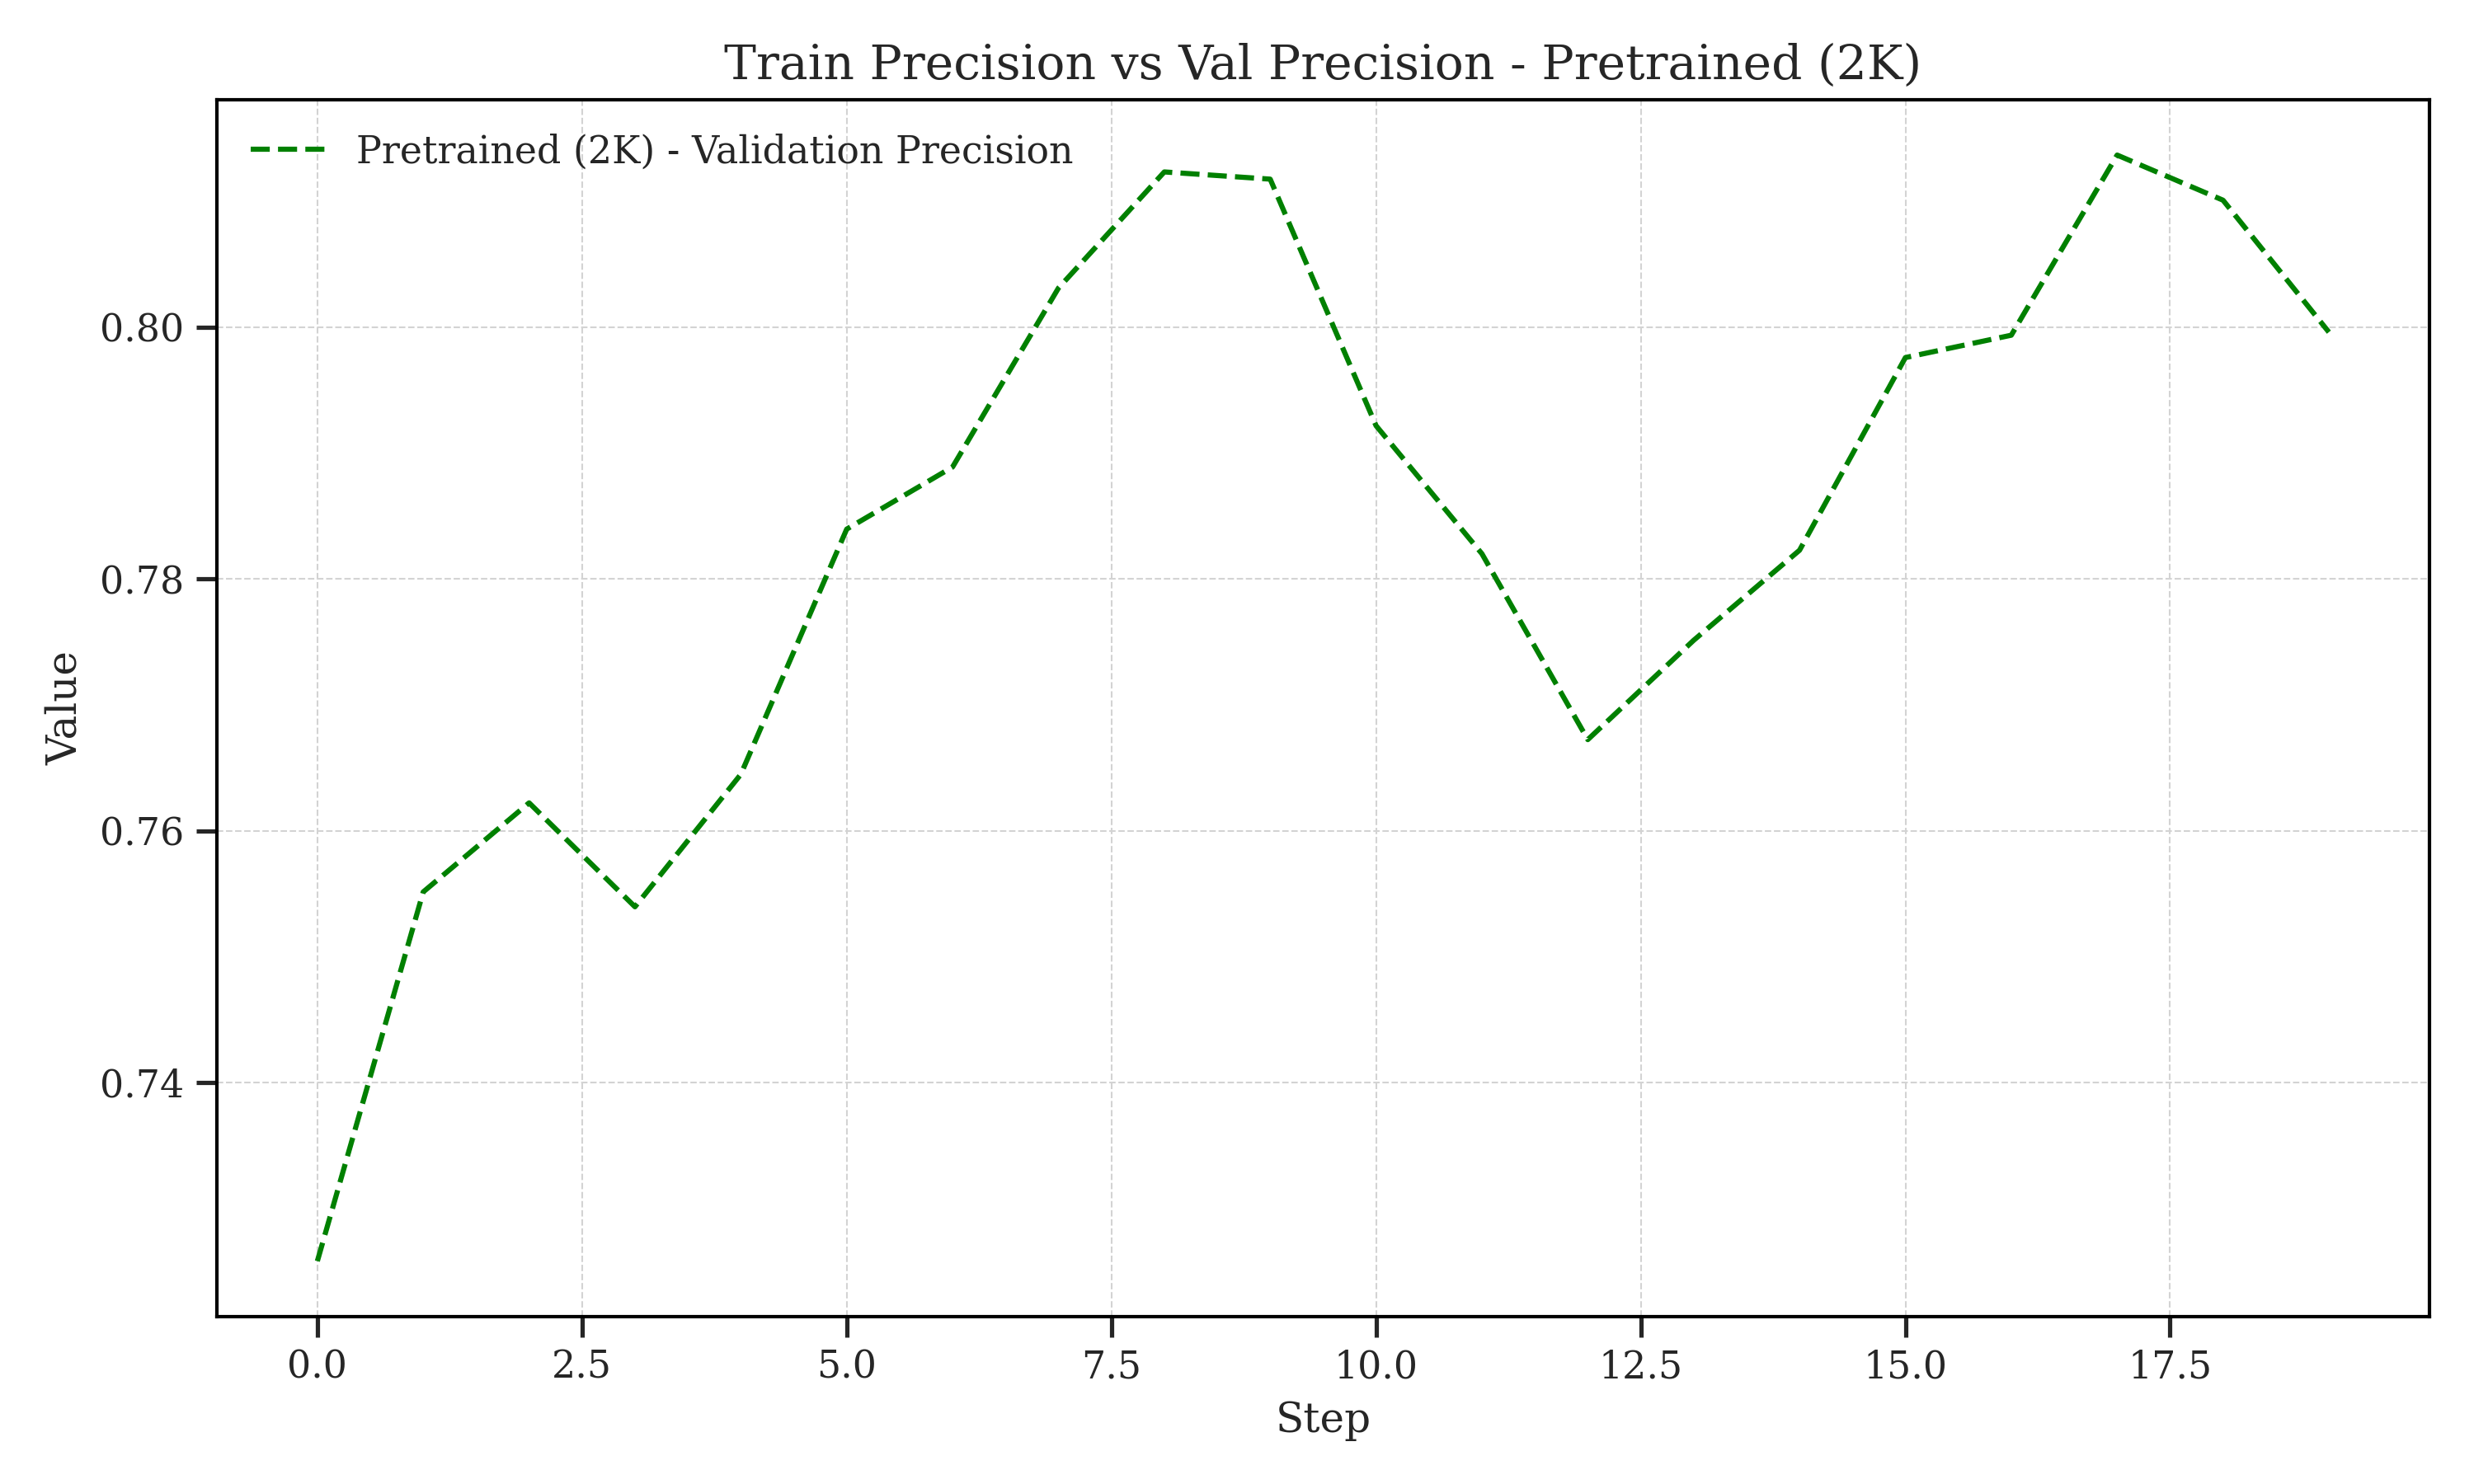 Train Precision vs Val Precision - Pretrained (2K)
Pretrained (2K) - Validation Precision
0.80
0.78
0.76
0.74
Value
0.0 2.5 5.0 7.5 10.0 12.5 15.0 17.5
Step